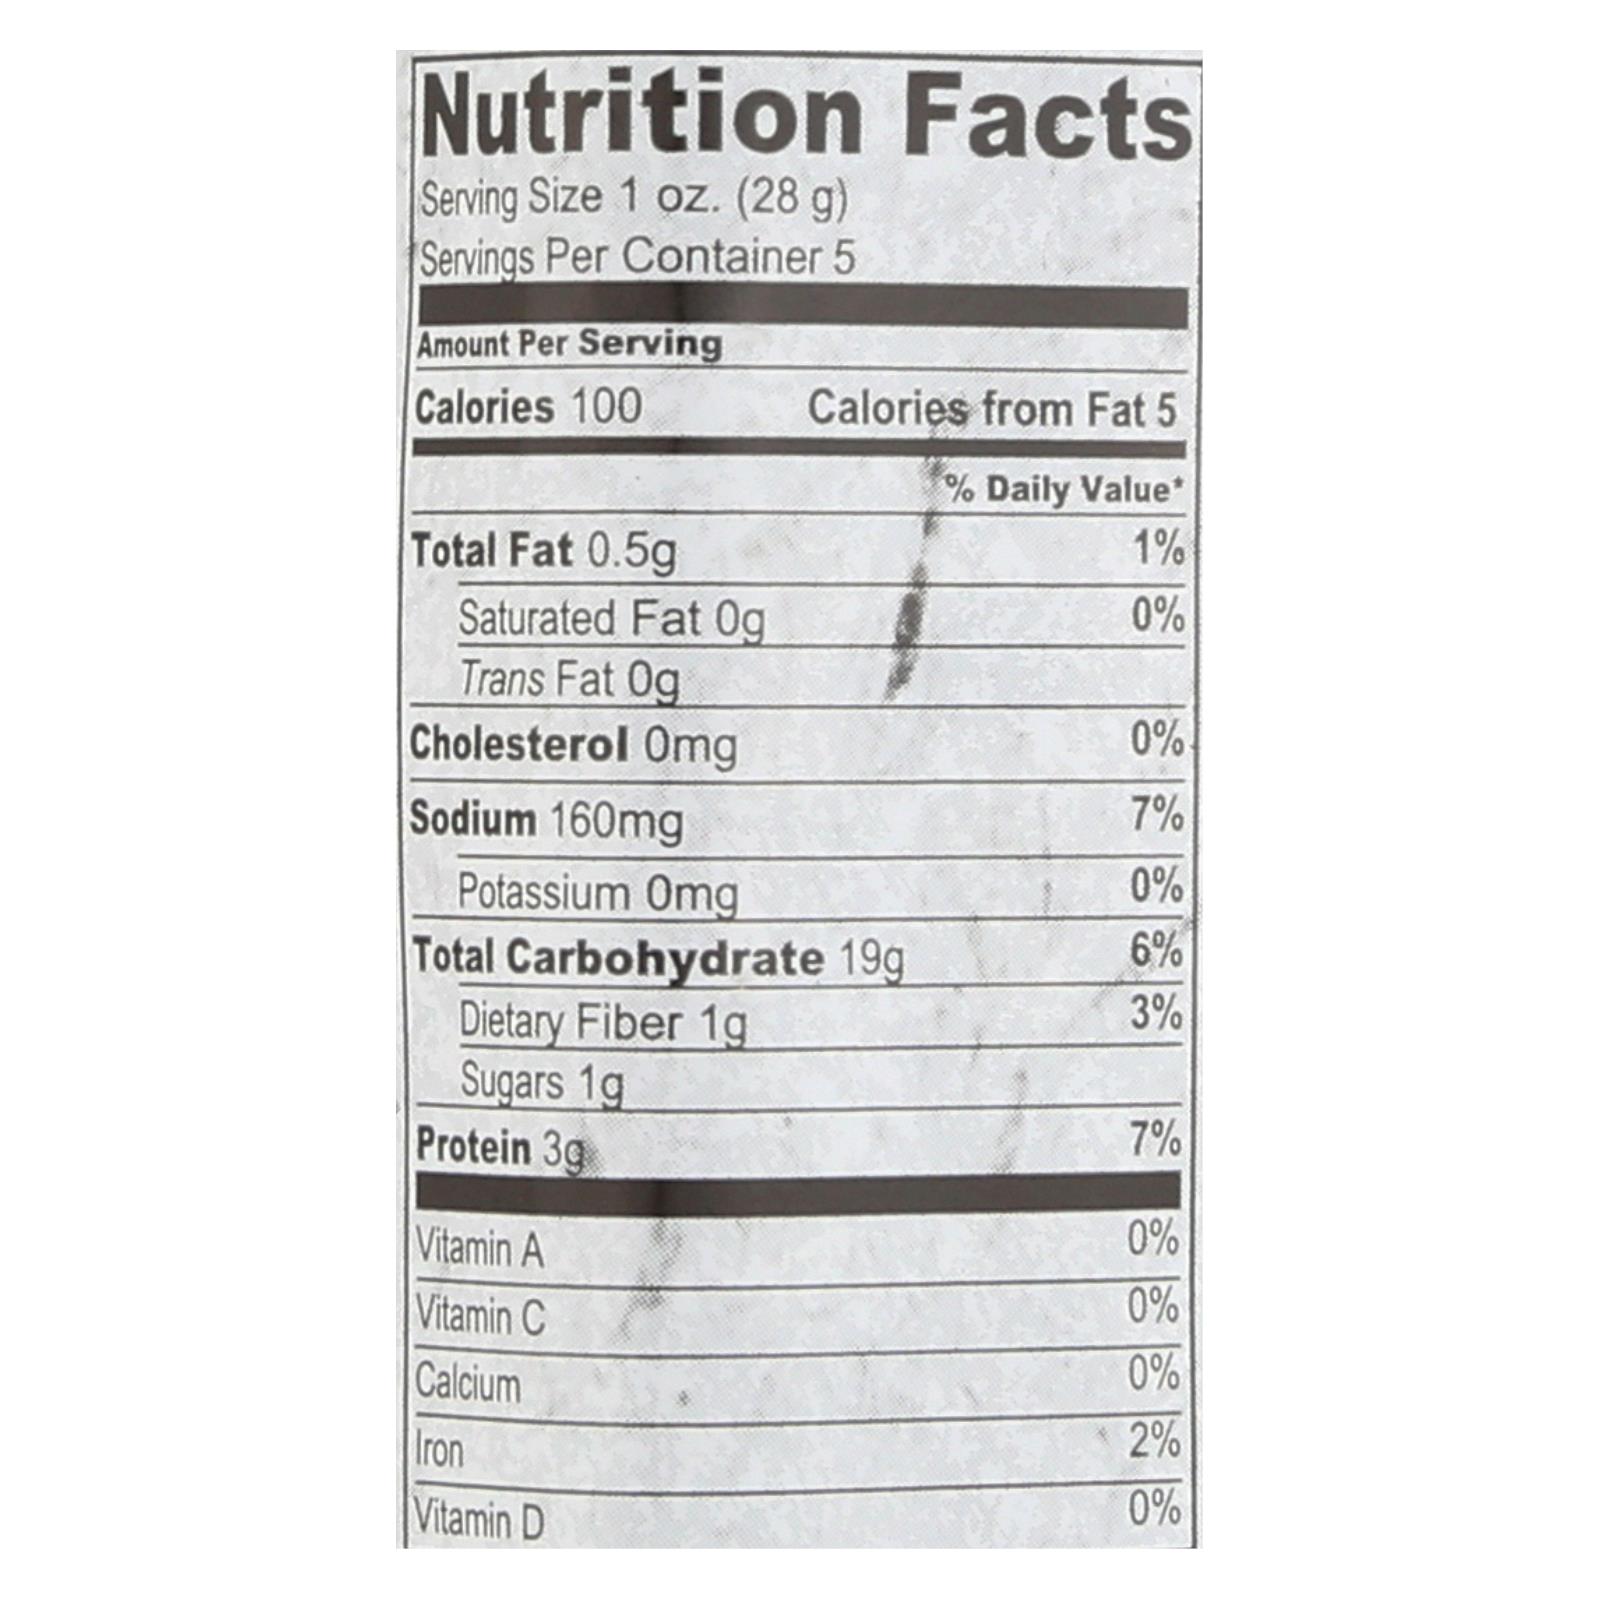 Nutrition Facts
Serving Size 1 oz. (28 g)
Servings Per Container 5
Amount Per Serving
Calories 100 Calories from Fat 5
% Daily Value*
Total Fat 0.5g 1%
Saturated Fat 0g 0%
Trans Fat 0g
Cholesterol 0mg 0%
Sodium 160mg 7%
Potassium 0mg 0%
Total Carbohydrate 19g 6%
Dietary Fiber 1g 3%
Sugars 1g
Protein 3g 7%
Vitamin A 0%
Vitamin C 0%
Calcium 0%
Iron 2%
Vitamin D 0%